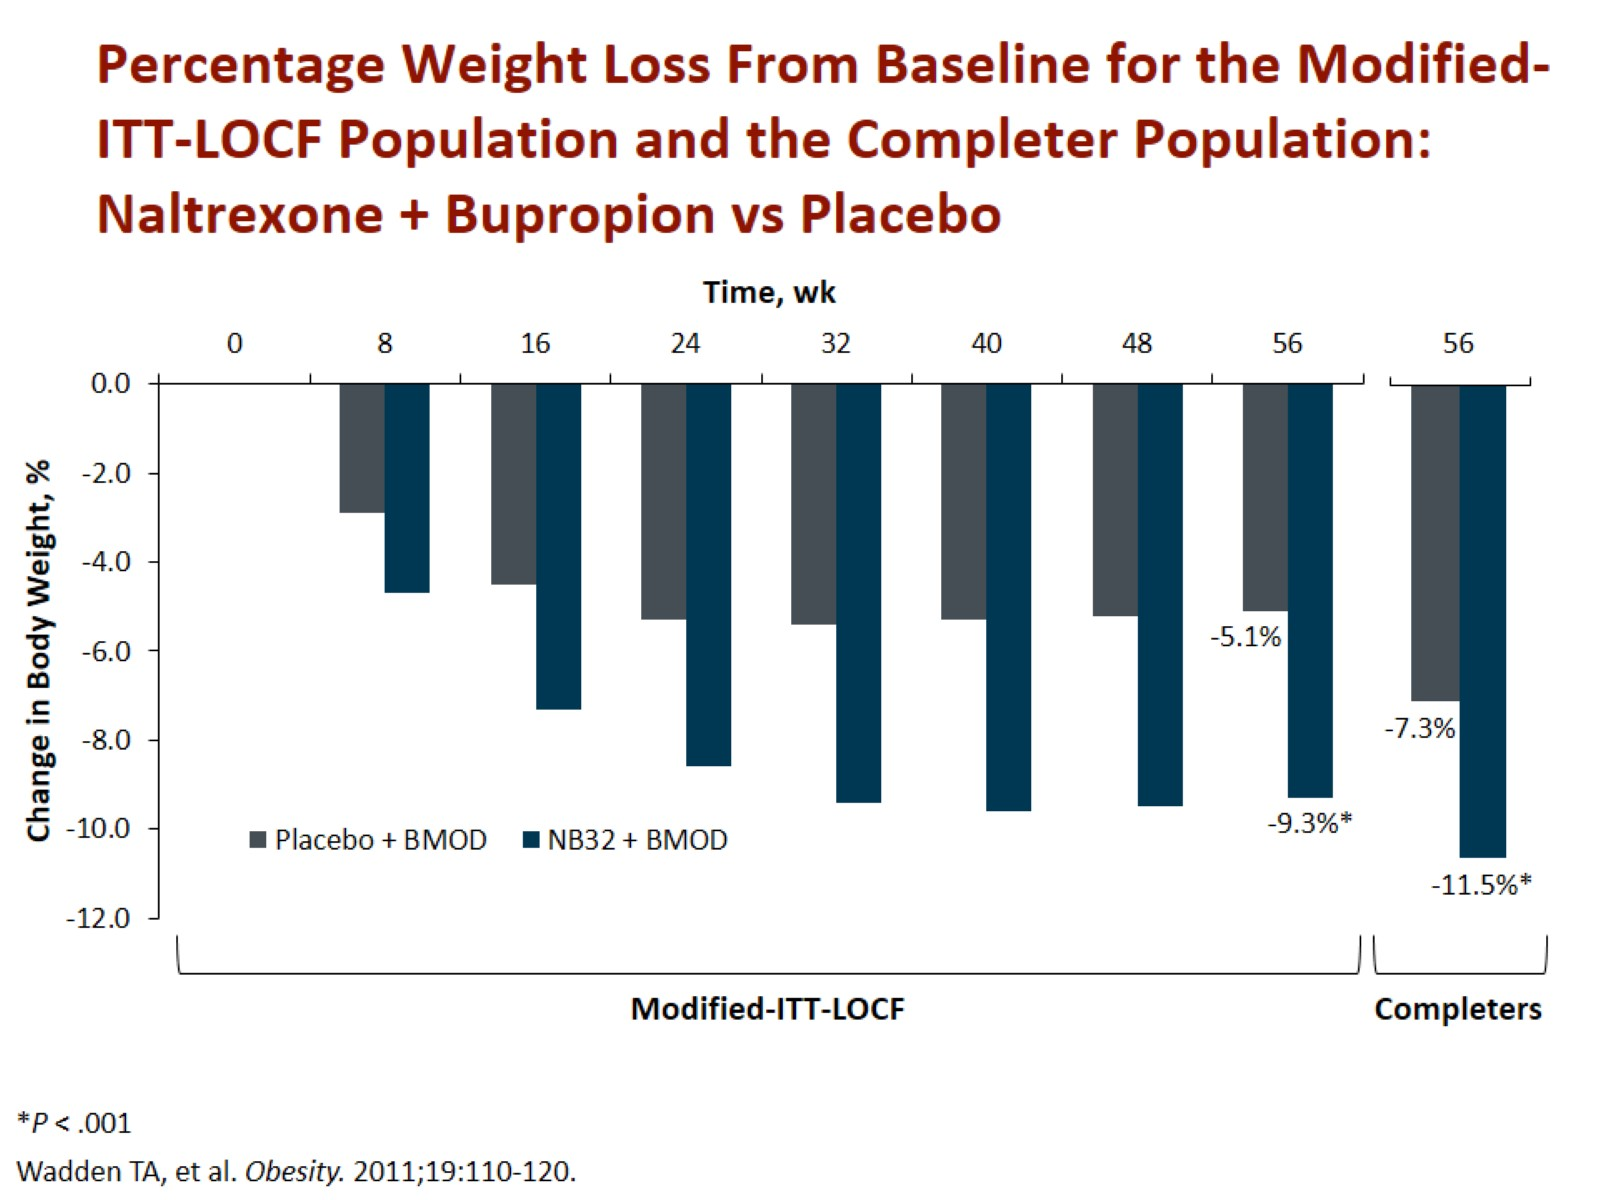 Percentage Weight Loss From Baseline for the Modified-
ITT-LOCF Population and the Completer Population:
Naltrexone + Bupropion vs Placebo
Time, wk
0 8 16 24 32 40 48 56 56
Change in Body Weight, %
0.0
-2.0
-4.0
-6.0
-8.0
-10.0
-12.0
-5.1%
-9.3%*
-7.3%
-11.5%*
Placebo + BMOD NB32 + BMOD
Modified-ITT-LOCF Completers
*P < .001
Wadden TA, et al. Obesity. 2011;19:110-120.